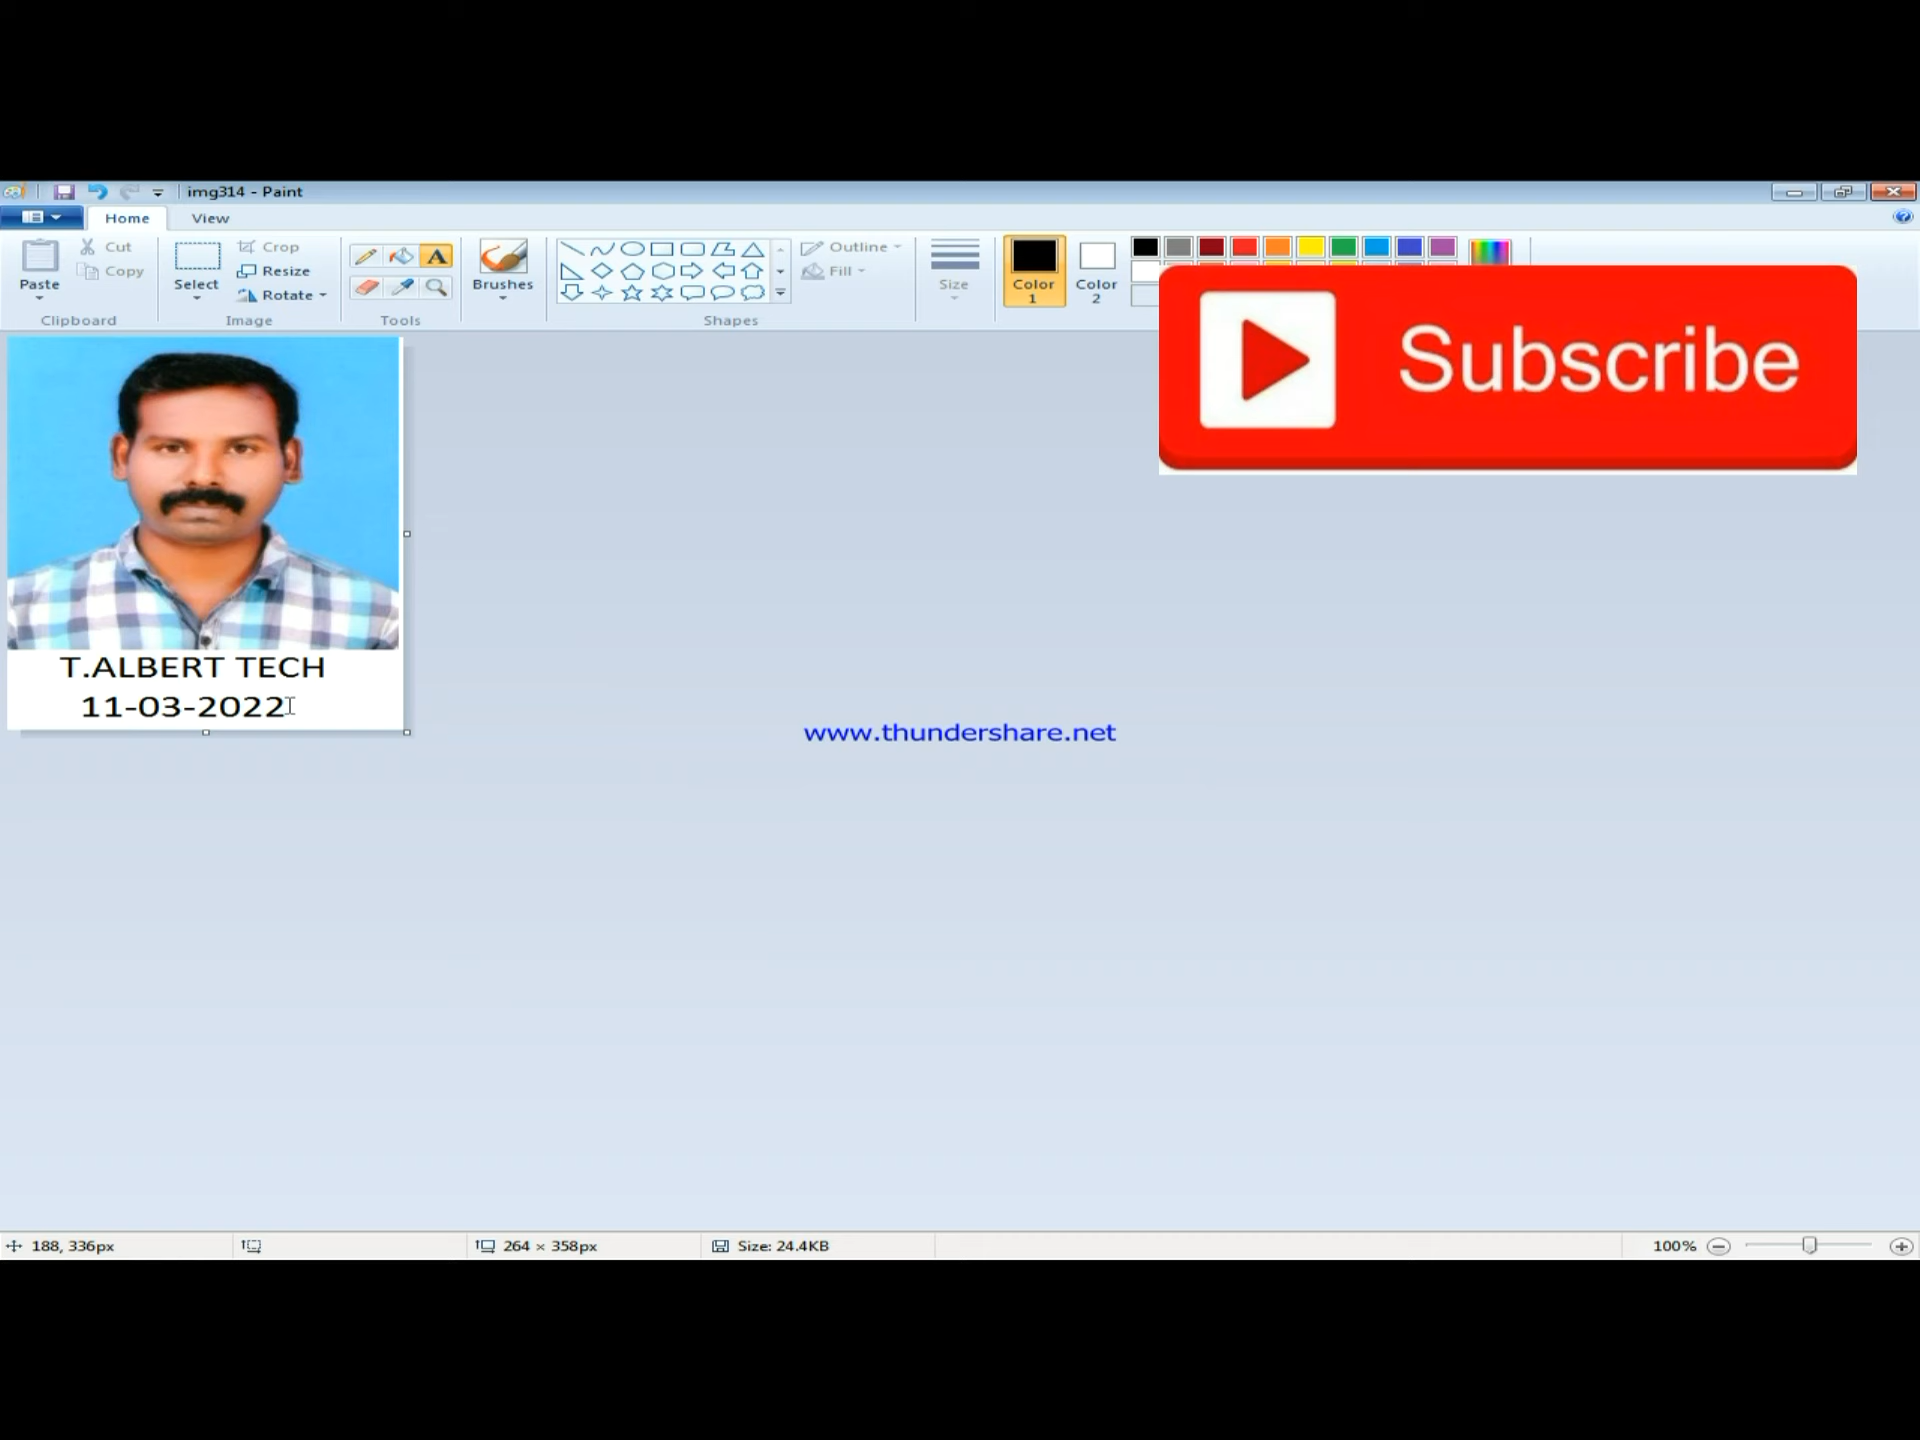 img314 - Paint
Home View
Paste Cut Copy
Clipboard
Select Crop Resize Rotate
Image
A
Tools
Brushes
Shapes
Outline
Fill
Size
Color 1
Color 2
Subscribe
T.ALBERT TECH
11-03-2022
www.thundershare.net
188, 336px 264 × 358px Size: 24.4KB 100%